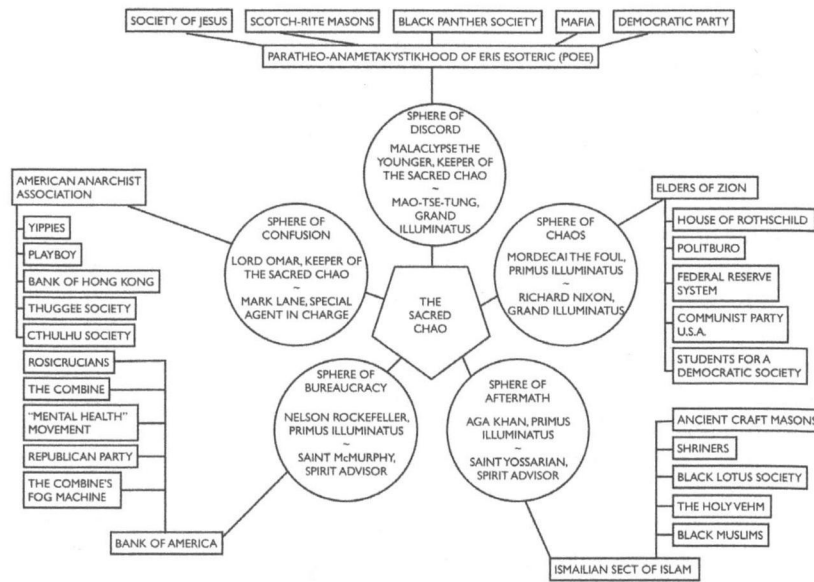 SOCIETY OF JESUS
SCOTCH-RITE MASONS
BLACK PANTHER SOCIETY
MAFIA
DEMOCRATIC PARTY
PARATHEO-ANAMETAKYSTIKHOOD OF ERIS ESOTERIC (POEE)
SPHERE OF
DISCORD
MALACLYPSE THE
YOUNGER, KEEPER OF
THE SACRED CHAO
~
MAO-TSE-TUNG,
GRAND
ILLUMINATUS
AMERICAN ANARCHIST
ASSOCIATION
YIPPIES
PLAYBOY
BANK OF HONG KONG
THUGGEE SOCIETY
CTHULHU SOCIETY
SPHERE OF
CONFUSION
LORD OMAR, KEEPER OF
THE SACRED CHAO
~
MARK LANE, SPECIAL
AGENT IN CHARGE
THE
SACRED
CHAO
SPHERE OF
CHAOS
MORDECAI THE FOUL,
PRIMUS ILLUMINATUS
~
RICHARD NIXON,
GRAND ILLUMINATUS
ELDERS OF ZION
HOUSE OF ROTHSCHILD
POLITBURO
FEDERAL RESERVE
SYSTEM
COMMUNIST PARTY
U.S.A.
STUDENTS FOR A
DEMOCRATIC SOCIETY
ROSICRUCIANS
THE COMBINE
"MENTAL HEALTH"
MOVEMENT
REPUBLICAN PARTY
THE COMBINE'S
FOG MACHINE
BANK OF AMERICA
SPHERE OF
BUREAUCRACY
NELSON ROCKEFELLER,
PRIMUS ILLUMINATUS
~
SAINT McMURPHY,
SPIRIT ADVISOR
SPHERE OF
AFTERMATH
AGA KHAN, PRIMUS
ILLUMINATUS
~
SAINT YOSSARIAN,
SPIRIT ADVISOR
ANCIENT CRAFT MASONS
SHRINERS
BLACK LOTUS SOCIETY
THE HOLY VEHM
BLACK MUSLIMS
ISMAILIAN SECT OF ISLAM